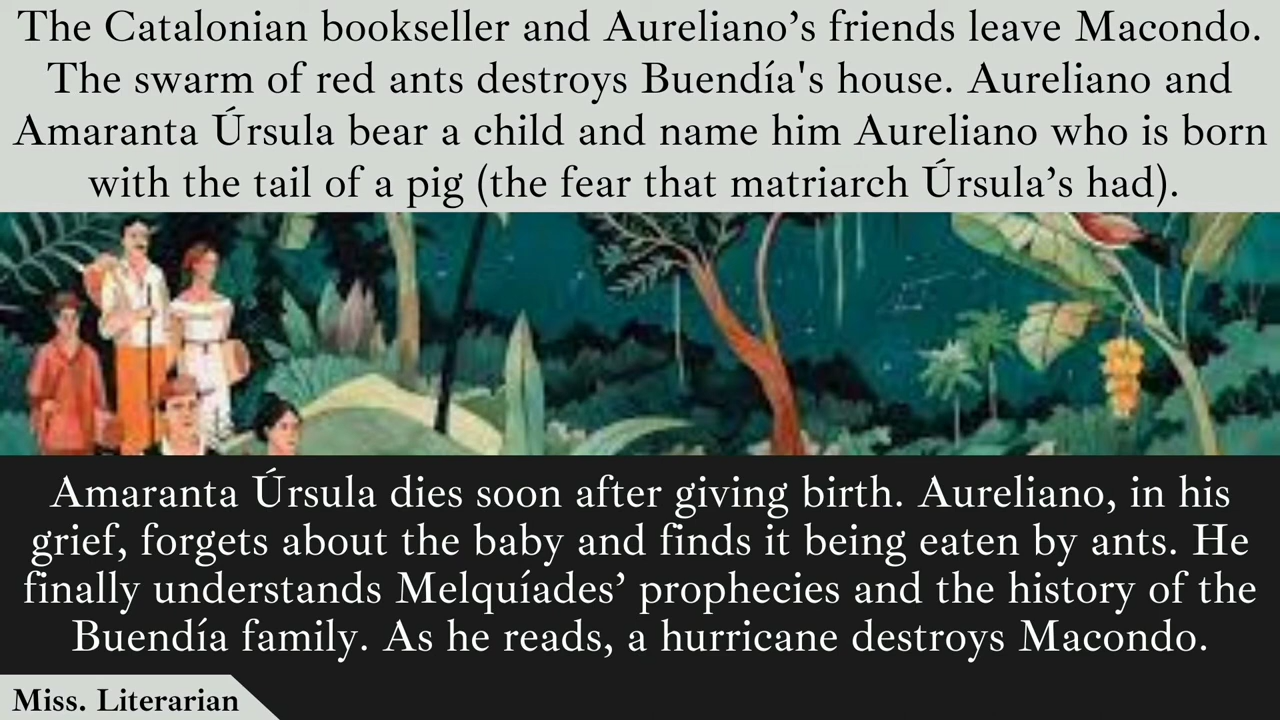 The Catalonian bookseller and Aureliano’s friends leave Macondo.
The swarm of red ants destroys Buendía's house. Aureliano and
Amaranta Úrsula bear a child and name him Aureliano who is born
with the tail of a pig (the fear that matriarch Úrsula’s had).
Amaranta Úrsula dies soon after giving birth. Aureliano, in his
grief, forgets about the baby and finds it being eaten by ants. He
finally understands Melquíades’ prophecies and the history of the
Buendía family. As he reads, a hurricane destroys Macondo.
Miss. Literarian